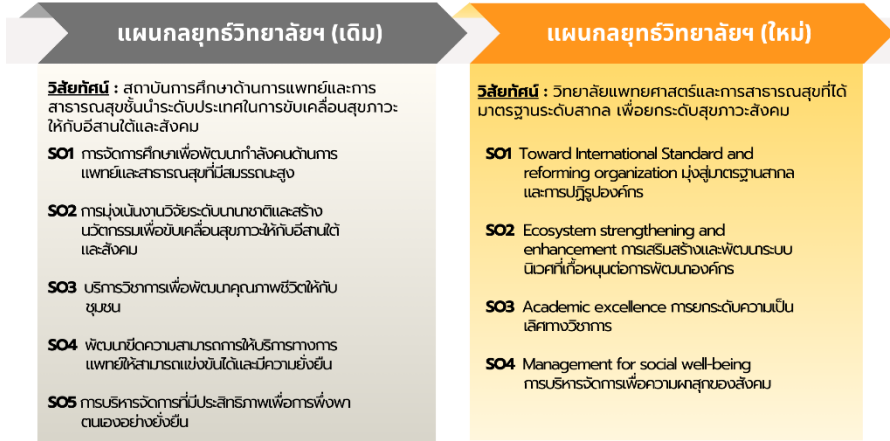 แผนกลยุทธ์วิทยาลัยฯ (เดิม)
วิสัยทัศน์ : สถาบันการศึกษาด้านการแพทย์และการ
สาธารณสุขชั้นนำระดับประเทศในการขับเคลื่อนสุขภาวะ
ให้กับอีสานใต้และสังคม
SO1 การจัดการศึกษาเพื่อพัฒนากำลังคนด้านการ
แพทย์และสาธารณสุขที่มีสมรรถนะสูง
SO2 การมุ่งเน้นงานวิจัยระดับนานาชาติและสร้าง
นวัตกรรมเพื่อขับเคลื่อนสุขภาวะให้กับอีสานใต้
และสังคม
SO3 บริการวิชาการเพื่อพัฒนาคุณภาพชีวิตให้กับ
ชุมชน
SO4 พัฒนาขีดความสามารถการให้บริการทางการ
แพทย์ให้สามารถแข่งขันได้และมีความยั่งยืน
SO5 การบริหารจัดการที่มีประสิทธิภาพเพื่อการพึ่งพา
ตนเองอย่างยั่งยืน
แผนกลยุทธ์วิทยาลัยฯ (ใหม่)
วิสัยทัศน์ : วิทยาลัยแพทยศาสตร์และการสาธารณสุขที่ได้
มาตรฐานระดับสากล เพื่อยกระดับสุขภาวะสังคม
SO1 Toward International Standard and
reforming organization มุ่งสู่มาตรฐานสากล
และการปฏิรูปองค์กร
SO2 Ecosystem strengthening and
enhancement การเสริมสร้างและพัฒนาระบบ
นิเวศที่เกื้อหนุนต่อการพัฒนาองค์กร
SO3 Academic excellence การยกระดับความเป็น
เลิศทางวิชาการ
SO4 Management for social well-being
การบริหารจัดการเพื่อความผาสุกของสังคม